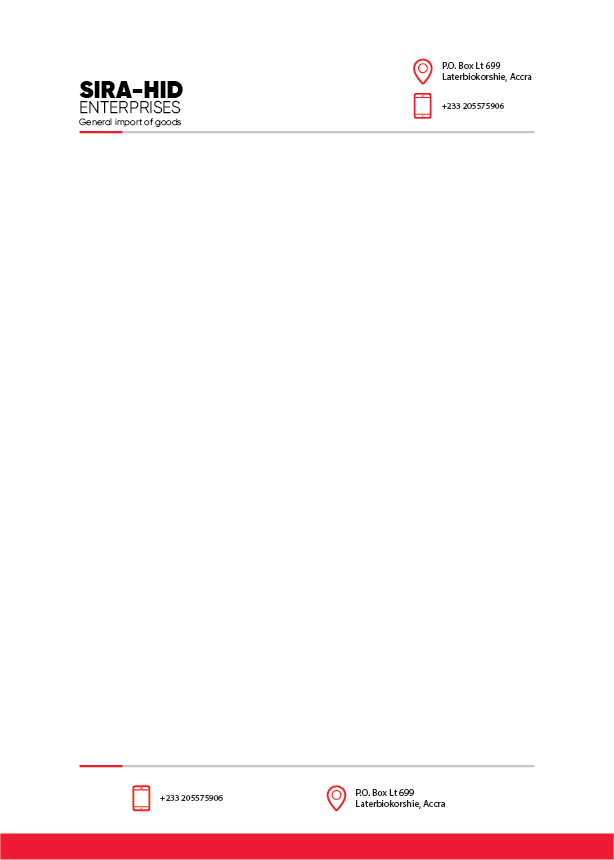 P.O. Box Lt 699
Laterbiokorshie, Accra
SIRA-HID
ENTERPRISES
General import of goods
+233 205575906
+233 205575906
P.O. Box Lt 699
Laterbiokorshie, Accra